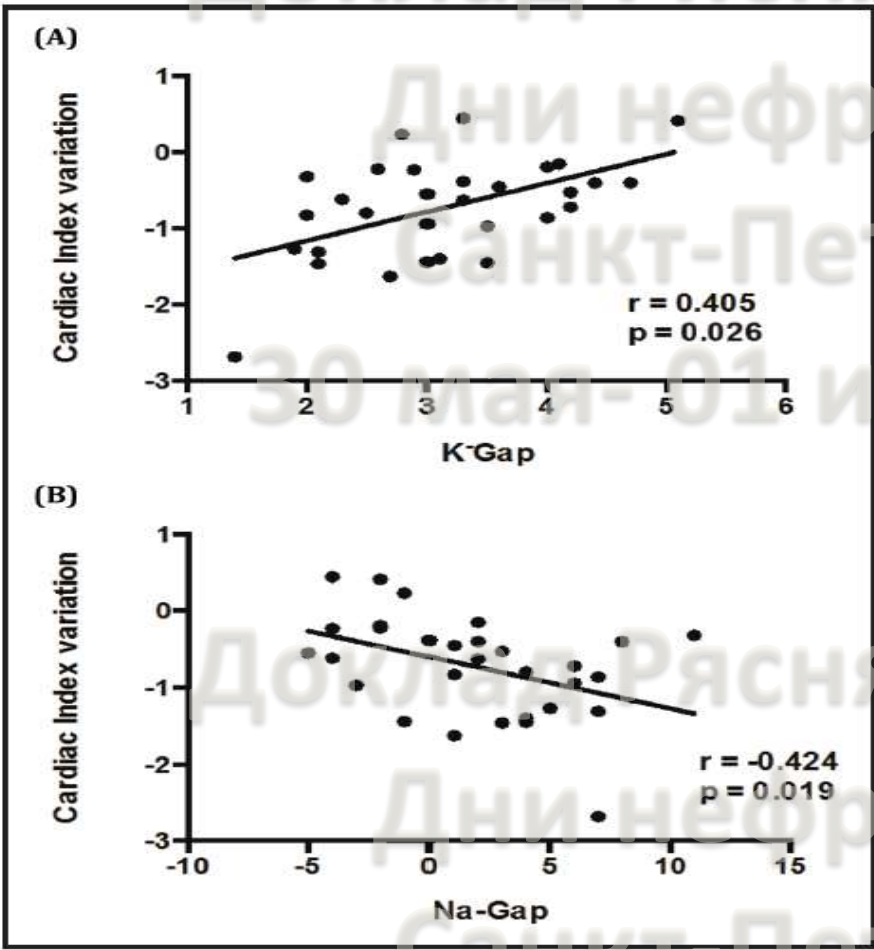 (A)
Cardiac Index variation
1
0
-1
-2
-3
1 2 3 4 5 6
r = 0.405
p = 0.026
K-Gap
(B)
Cardiac Index variation
1
0
-1
-2
-3
-10 -5 0 5 10 15
r = -0.424
p = 0.019
Na-Gap
Дни нефр
Санкт-Пет
30 мая- 01 и
Доклад Рясня
Дни нефр